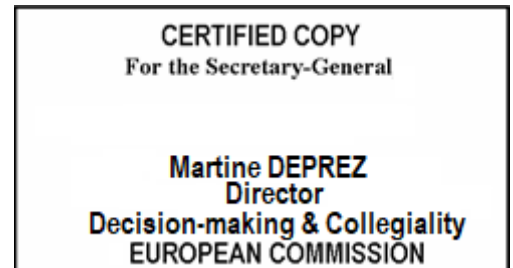 CERTIFIED COPY
For the Secretary-General
Martine DEPREZ
Director
Decision-making & Collegiality
EUROPEAN COMMISSION